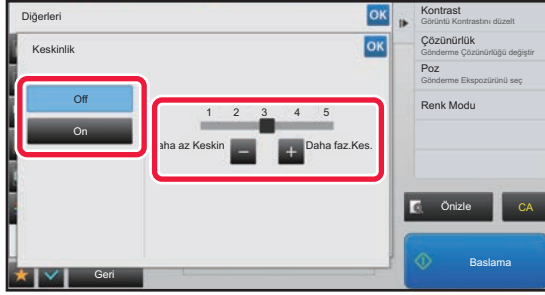 Diğerleri
OK
Keskinlik
OK
Off
On
1 2 3 4 5
aha az Keskin
Daha faz.Kes.
Geri
Kontrast
Görüntü Kontrastını düzelt
Çözünürlük
Gönderme Çözünürlüğü değiştir
Poz
Gönderme Ekspozürünü seç
Renk Modu
Önizle
CA
Baslama